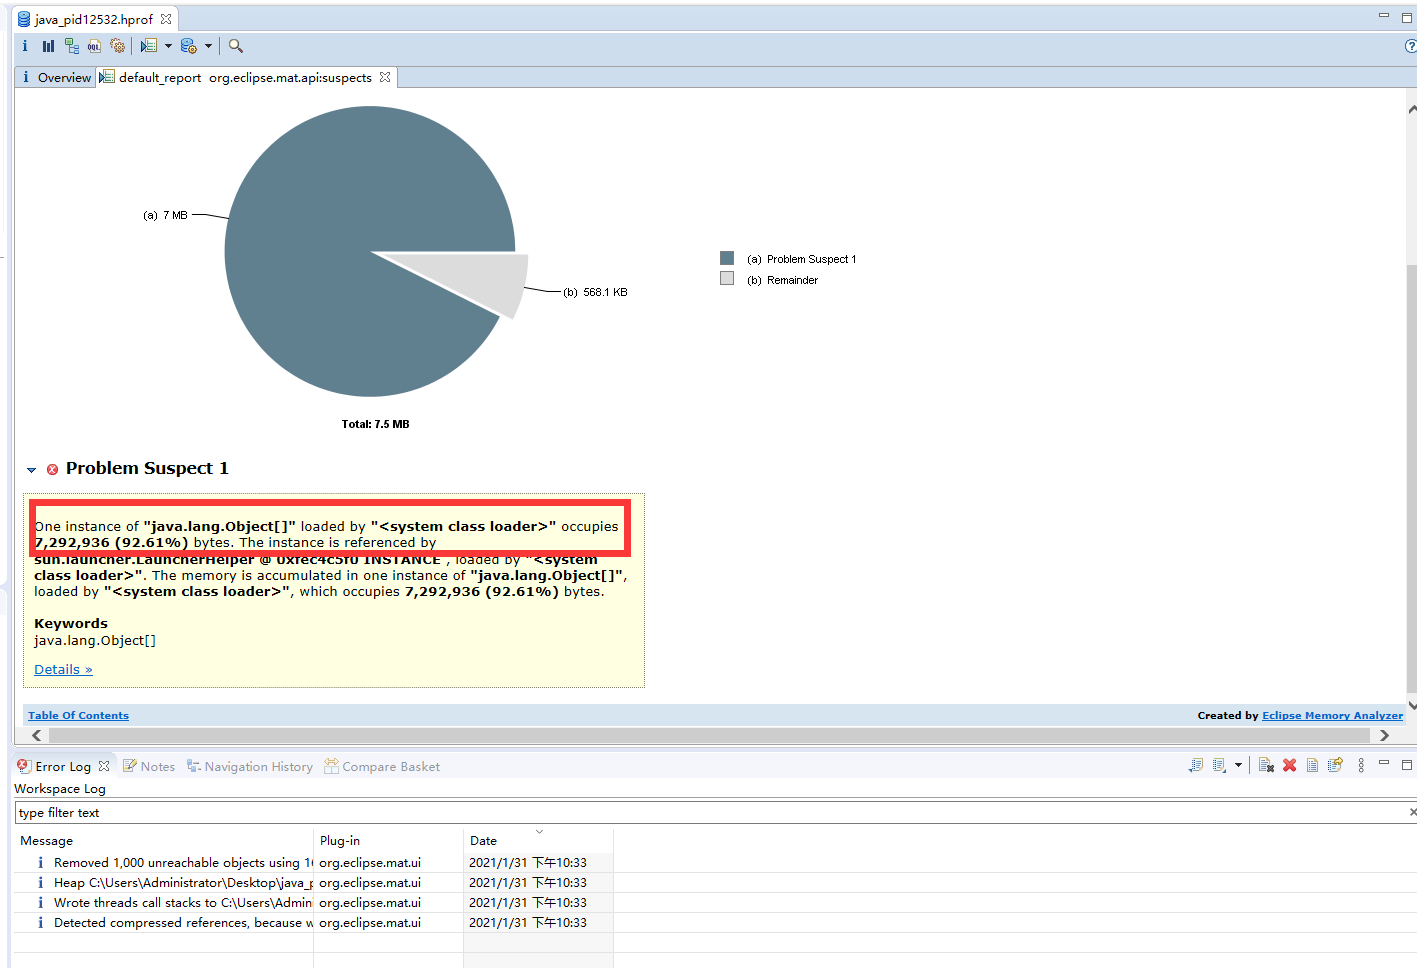 java_pid12532.hprof
Overview
default_report org.eclipse.mat.api:suspects
(a) 7 MB
(b) 568.1 KB
(a) Problem Suspect 1
(b) Remainder
Total: 7.5 MB
Problem Suspect 1
One instance of "java.lang.Object[]" loaded by "<system class loader>" occupies
7,292,936 (92.61%) bytes. The instance is referenced by
sun.launcher.LauncherHelper @ 0xfec4c5f0 INSTANCE , loaded by "<system
class loader>". The memory is accumulated in one instance of "java.lang.Object[]",
loaded by "<system class loader>", which occupies 7,292,936 (92.61%) bytes.
Keywords
java.lang.Object[]
Details »
Table Of Contents
Created by Eclipse Memory Analyzer
Error Log
Notes
Navigation History
Compare Basket
Workspace Log
type filter text
Message Plug-in Date
Removed 1,000 unreachable objects using 1 org.eclipse.mat.ui 2021/1/31 下午10:33
Heap C:\Users\Administrator\Desktop\java_p org.eclipse.mat.ui 2021/1/31 下午10:33
Wrote threads call stacks to C:\Users\Admin org.eclipse.mat.ui 2021/1/31 下午10:33
Detected compressed references, because w org.eclipse.mat.ui 2021/1/31 下午10:33